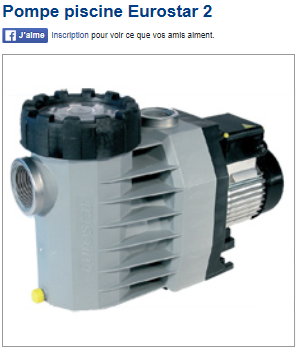 Pompe piscine Eurostar 2
J'aime Inscription pour voir ce que vos amis aiment.